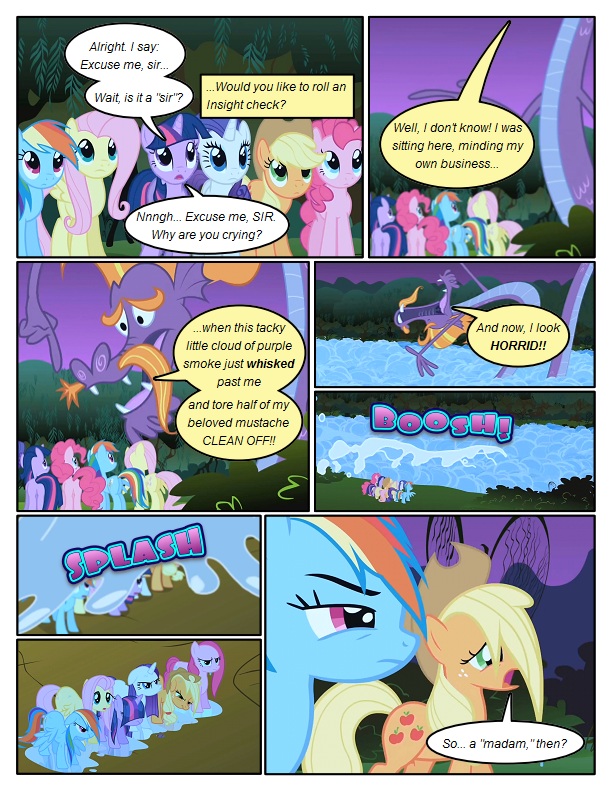 Alright. I say:
Excuse me, sir...
Wait, is it a "sir"?
...Would you like to roll an
Insight check?
Nnngh... Excuse me, SIR.
Why are you crying?
Well, I don't know! I was
sitting here, minding my
own business...
...when this tacky
little cloud of purple
smoke just whisked
past me
and tore half of my
beloved mustache
CLEAN OFF!!
And now, I look
HORRID!!
BOOSH!
SPLASH
So... a "madam," then?